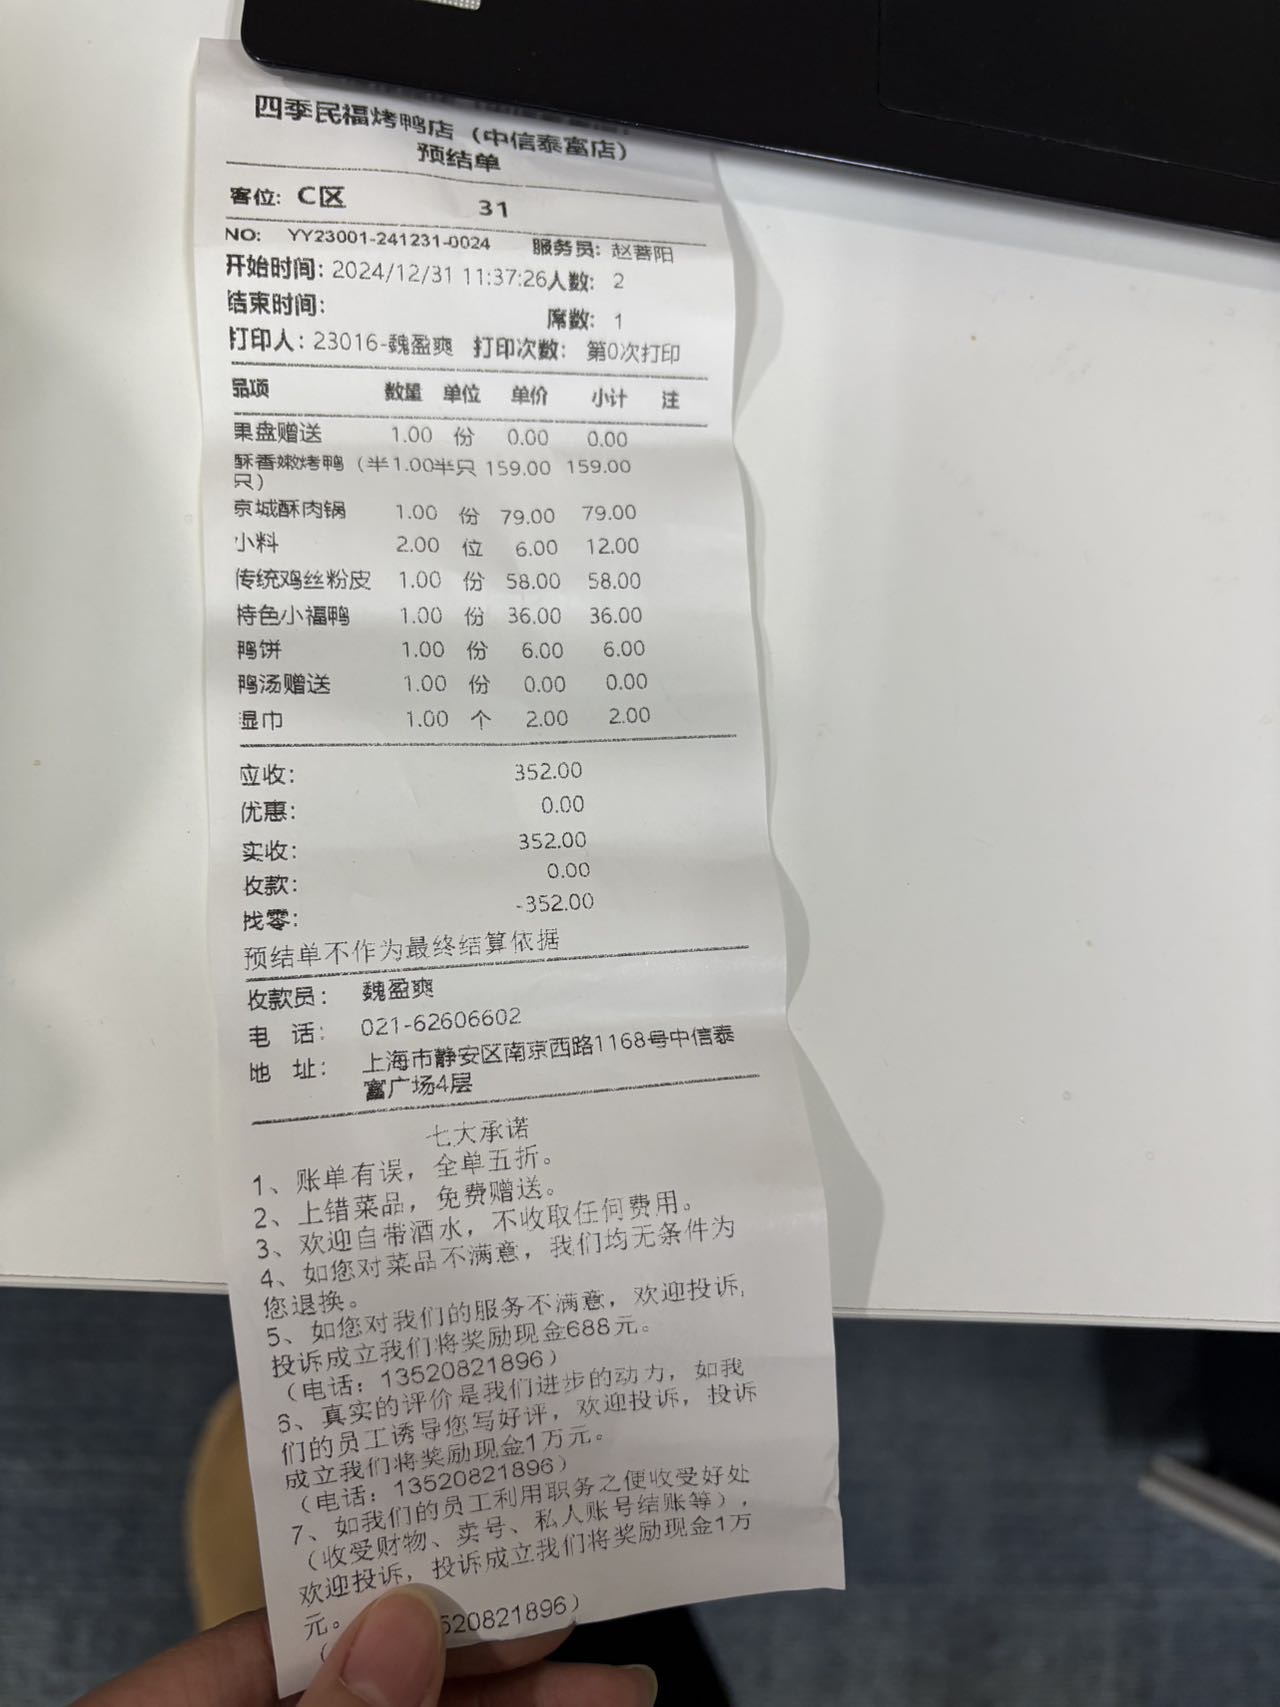 四季民福烤鸭店（中信泰富店）
预结单
客位: C区 31
NO: YY23001-241231-0024 服务员: 赵菩阳
开始时间: 2024/12/31 11:37:26 人数: 2
结束时间: 席数: 1
打印人: 23016-魏盈爽 打印次数: 第0次打印
品项 数量 单位 单价 小计 注
果盘赠送 1.00 份 0.00 0.00
酥香嫩烤鸭（半 1.00 半只 159.00 159.00
只）
京城酥肉锅 1.00 份 79.00 79.00
小料 2.00 位 6.00 12.00
传统鸡丝粉皮 1.00 份 58.00 58.00
特色小福鸭 1.00 份 36.00 36.00
鸭饼 1.00 份 6.00 6.00
鸭汤赠送 1.00 份 0.00 0.00
湿巾 1.00 个 2.00 2.00
应收: 352.00
优惠: 0.00
实收: 352.00
收款: 0.00
找零: -352.00
预结单不作为最终结算依据
收款员: 魏盈爽
电 话: 021-62606602
地 址: 上海市静安区南京西路1168号中信泰
富广场4层
七大承诺
1、账单有误，全单五折。
2、上错菜品，免费赠送。
3、欢迎自带酒水，不收取任何费用。
4、如您对菜品不满意，我们均无条件为
您退换。
5、如您对我们的服务不满意，欢迎投诉,
投诉成立我们将奖励现金688元。
（电话: 13520821896）
6、真实的评价是我们进步的动力，如我
们的员工诱导您写好评，欢迎投诉，投诉
成立我们将奖励现金1万元。
（电话: 13520821896）
7、如我们的员工利用职务之便收受好处
（收受财物、卖号、私人账号结账等），
欢迎投诉，投诉成立我们将奖励现金1万
元。
（ 520821896）